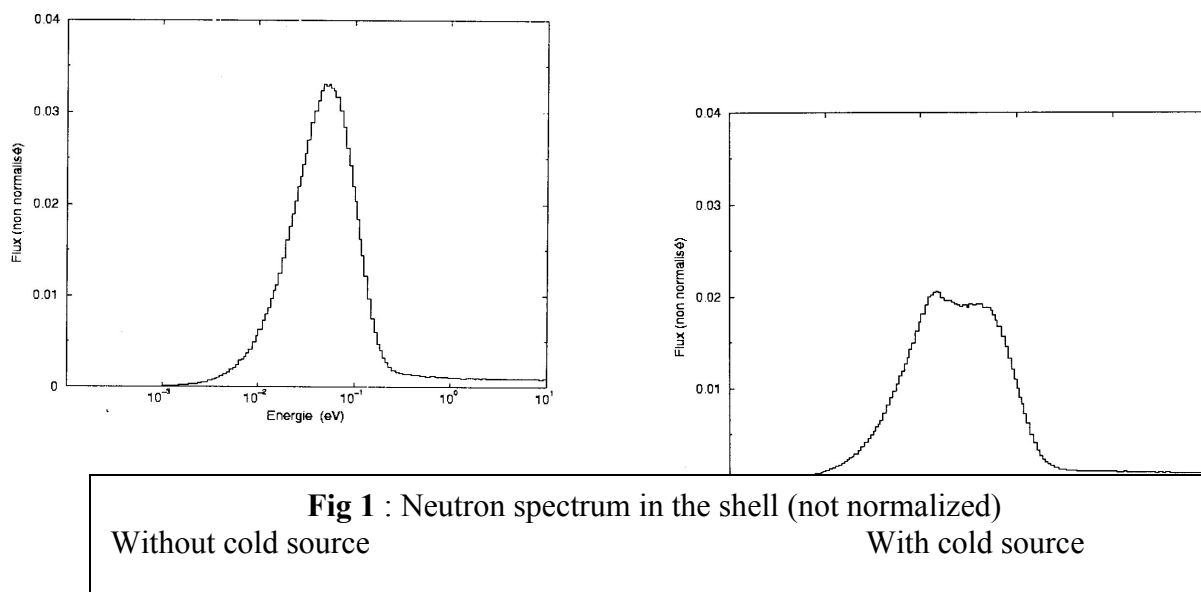 0.04
0.03
0.02
0.01
0
Flux (non normalisé)
10⁻³ 10⁻² 10⁻¹ 10⁰ 10¹
Energie (eV)
0.04
0.03
0.02
0.01
Flux (non normalisé)
Fig 1 : Neutron spectrum in the shell (not normalized)
Without cold source With cold source